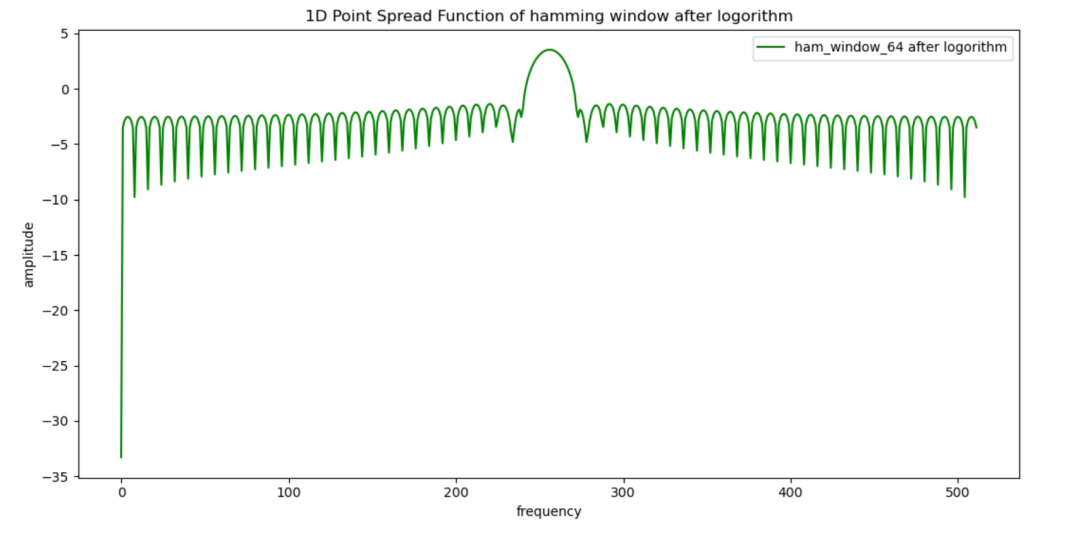 1D Point Spread Function of hamming window after logorithm
ham_window_64 after logorithm
5
0
−5
−10
−15
−20
−25
−30
−35
amplitude
0 100 200 300 400 500
frequency